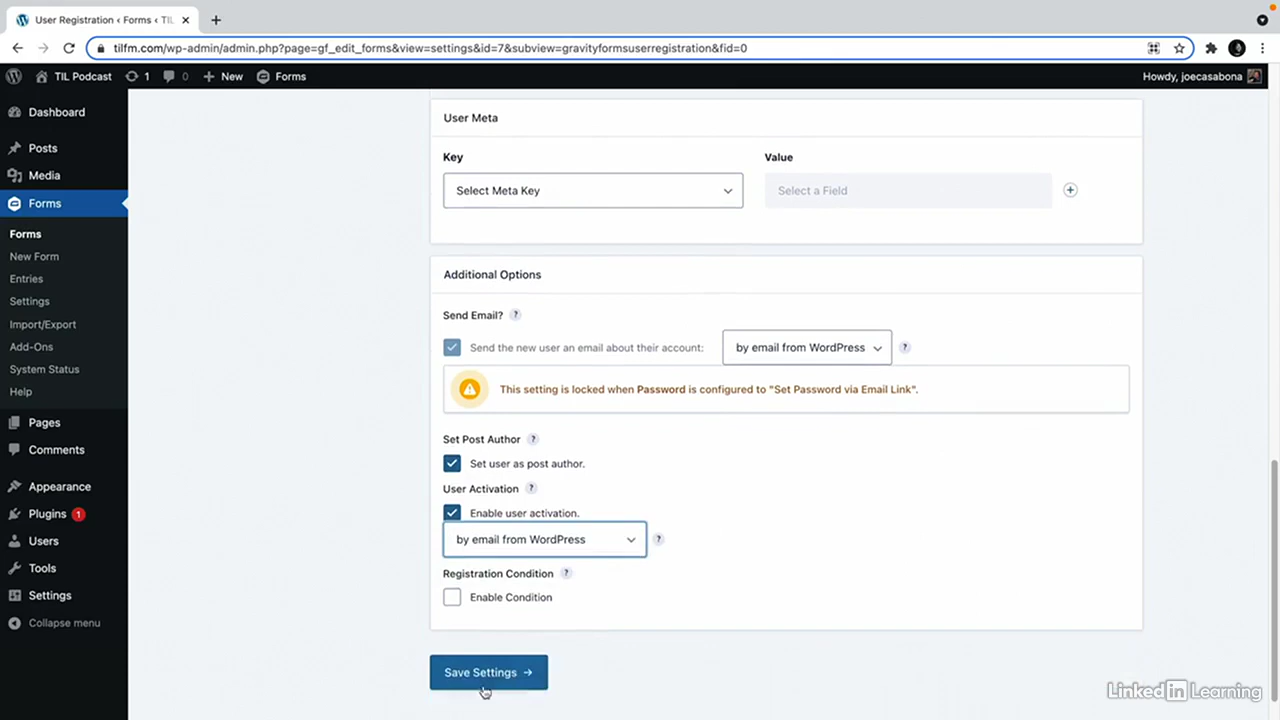 User Registration ‹ Forms ‹ TIL
tilfm.com/wp-admin/admin.php?page=gf_edit_forms&view=settings&id=7&subview=gravityformsuserregistration&fid=0
TIL Podcast 1 0 New Forms Howdy, joecasabona
Dashboard
Posts
Media
Forms
Forms
New Form
Entries
Settings
Import/Export
Add-Ons
System Status
Help
Pages
Comments
Appearance
Plugins 1
Users
Tools
Settings
Collapse menu
User Meta
Key Value
Select Meta Key Select a Field
Additional Options
Send Email? ?
Send the new user an email about their account: by email from WordPress ?
This setting is locked when Password is configured to "Set Password via Email Link".
Set Post Author ?
Set user as post author.
User Activation ?
Enable user activation.
by email from WordPress ?
Registration Condition ?
Enable Condition
Save Settings →
Linked in Learning